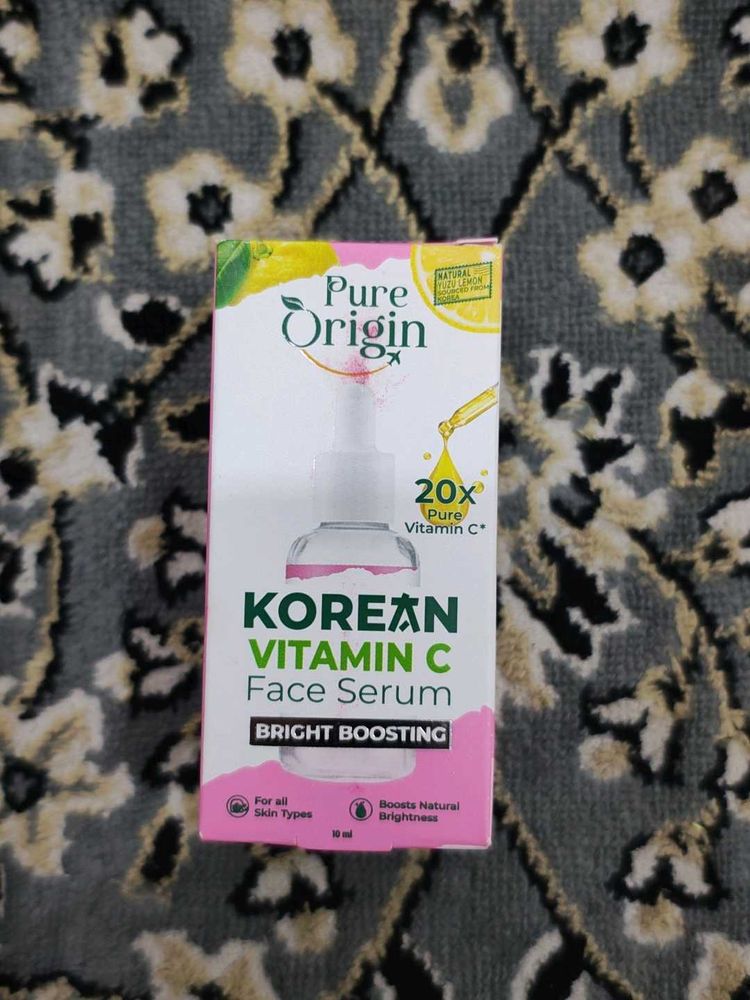 Pure
Origin
NATURAL
YUZU LEMON
SOURCED FROM
KOREA
20x
Pure
Vitamin C*
KOREAN
VITAMIN C
Face Serum
BRIGHT BOOSTING
For all
Skin Types
Boosts Natural
Brightness
10 ml